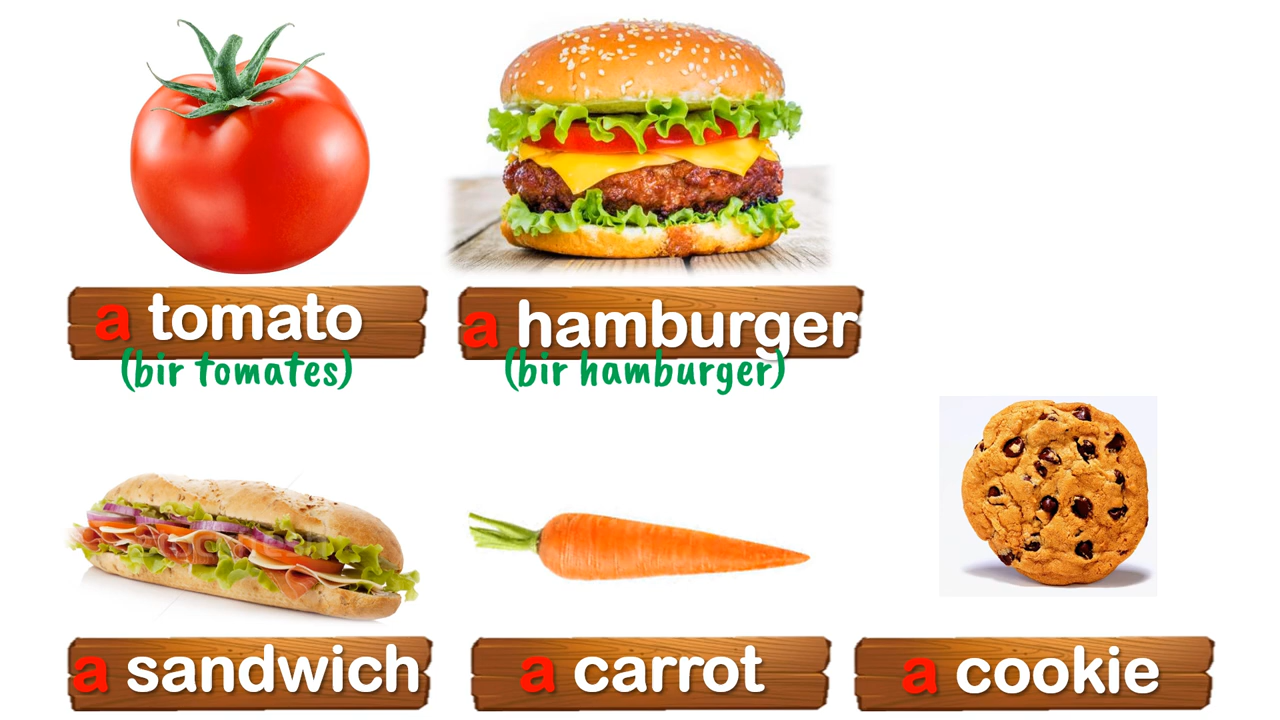 a tomato
(bir tomates)
a hamburger
(bir hamburger)
a sandwich
a carrot
a cookie